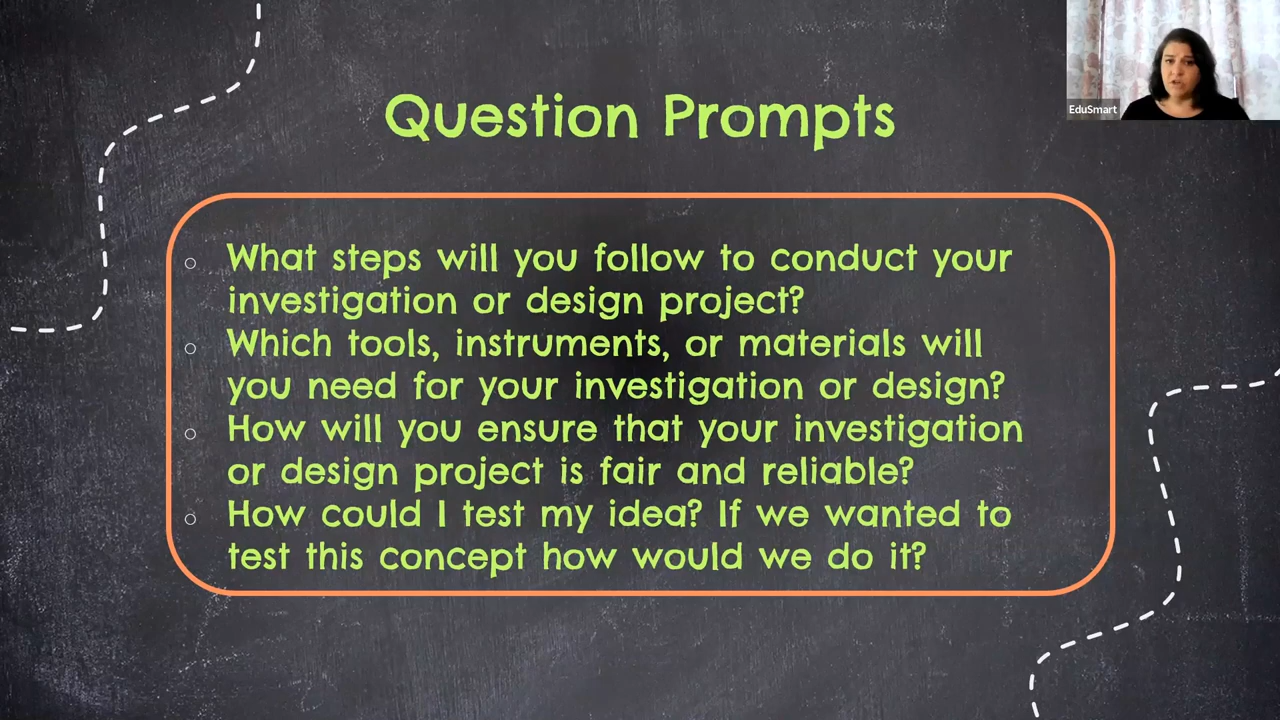 Question Prompts
EduSmart
What steps will you follow to conduct your
investigation or design project?
Which tools, instruments, or materials will
you need for your investigation or design?
How will you ensure that your investigation
or design project is fair and reliable?
How could I test my idea? If we wanted to
test this concept how would we do it?